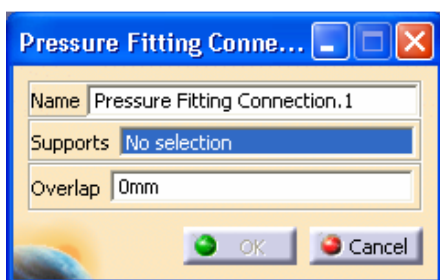 Pressure Fitting Conne...
Name Pressure Fitting Connection.1
Supports No selection
Overlap 0mm
OK Cancel